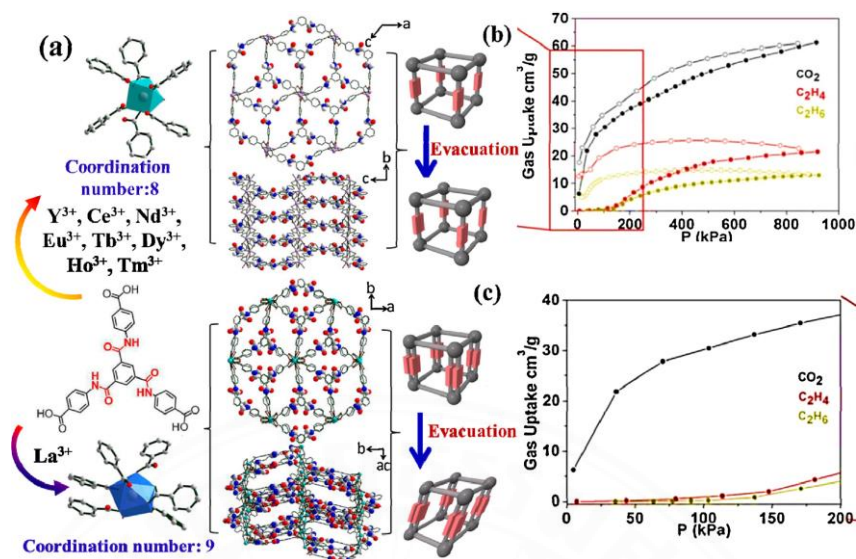 (a)
Coordination
number:8
Y3+, Ce3+, Nd3+,
Eu3+, Tb3+, Dy3+,
Ho3+, Tm3+
La3+
Coordination number: 9
a
c
b
c
Evacuation
b
a
b
ac
Evacuation
OH
O
O
NH
O
HN
O
N
H
O
HO
O
OH
(b)
Gas Uptake cm3/g
70
60
50
40
30
20
10
0
0 200 400 600 800 1000
P (kPa)
CO2
C2H4
C2H6
(c)
Gas Uptake cm3/g
40
30
20
10
0
0 50 100 150 200
P (kPa)
CO2
C2H4
C2H6